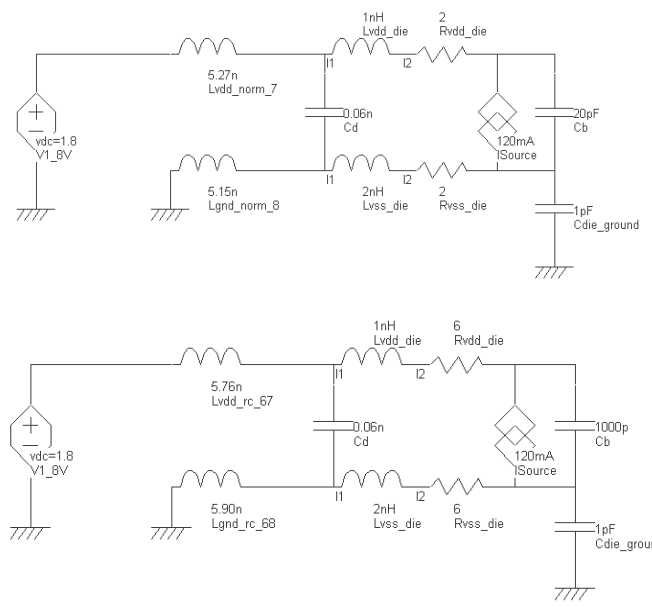 1nH
Lvdd_die
2
Rvdd_die
I1
I2
5.27n
Lvdd_norm_7
0.06n
Cd
20pF
Cb
120mA
ISource
vdc=1.8
V1_8V
I1
I2
5.15n
Lgnd_norm_8
2nH
Lvss_die
2
Rvss_die
1pF
Cdie_ground
1nH
Lvdd_die
6
Rvdd_die
I1
I2
5.76n
Lvdd_rc_67
0.06n
Cd
1000p
Cb
120mA
ISource
vdc=1.8
V1_8V
I1
I2
5.90n
Lgnd_rc_68
2nH
Lvss_die
6
Rvss_die
1pF
Cdie_grou